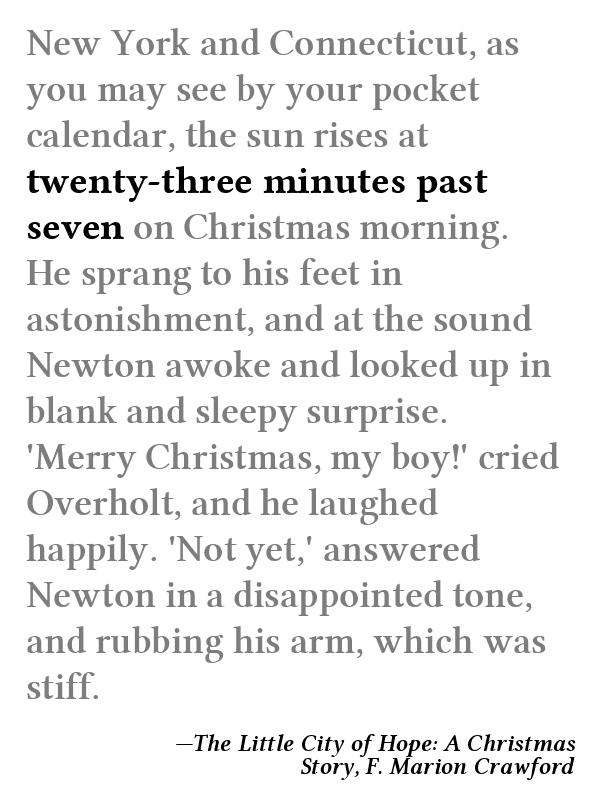 New York and Connecticut, as
you may see by your pocket
calendar, the sun rises at
twenty-three minutes past
seven on Christmas morning.
He sprang to his feet in
astonishment, and at the sound
Newton awoke and looked up in
blank and sleepy surprise.
'Merry Christmas, my boy!' cried
Overholt, and he laughed
happily. 'Not yet,' answered
Newton in a disappointed tone,
and rubbing his arm, which was
stiff.
—The Little City of Hope: A Christmas
Story, F. Marion Crawford